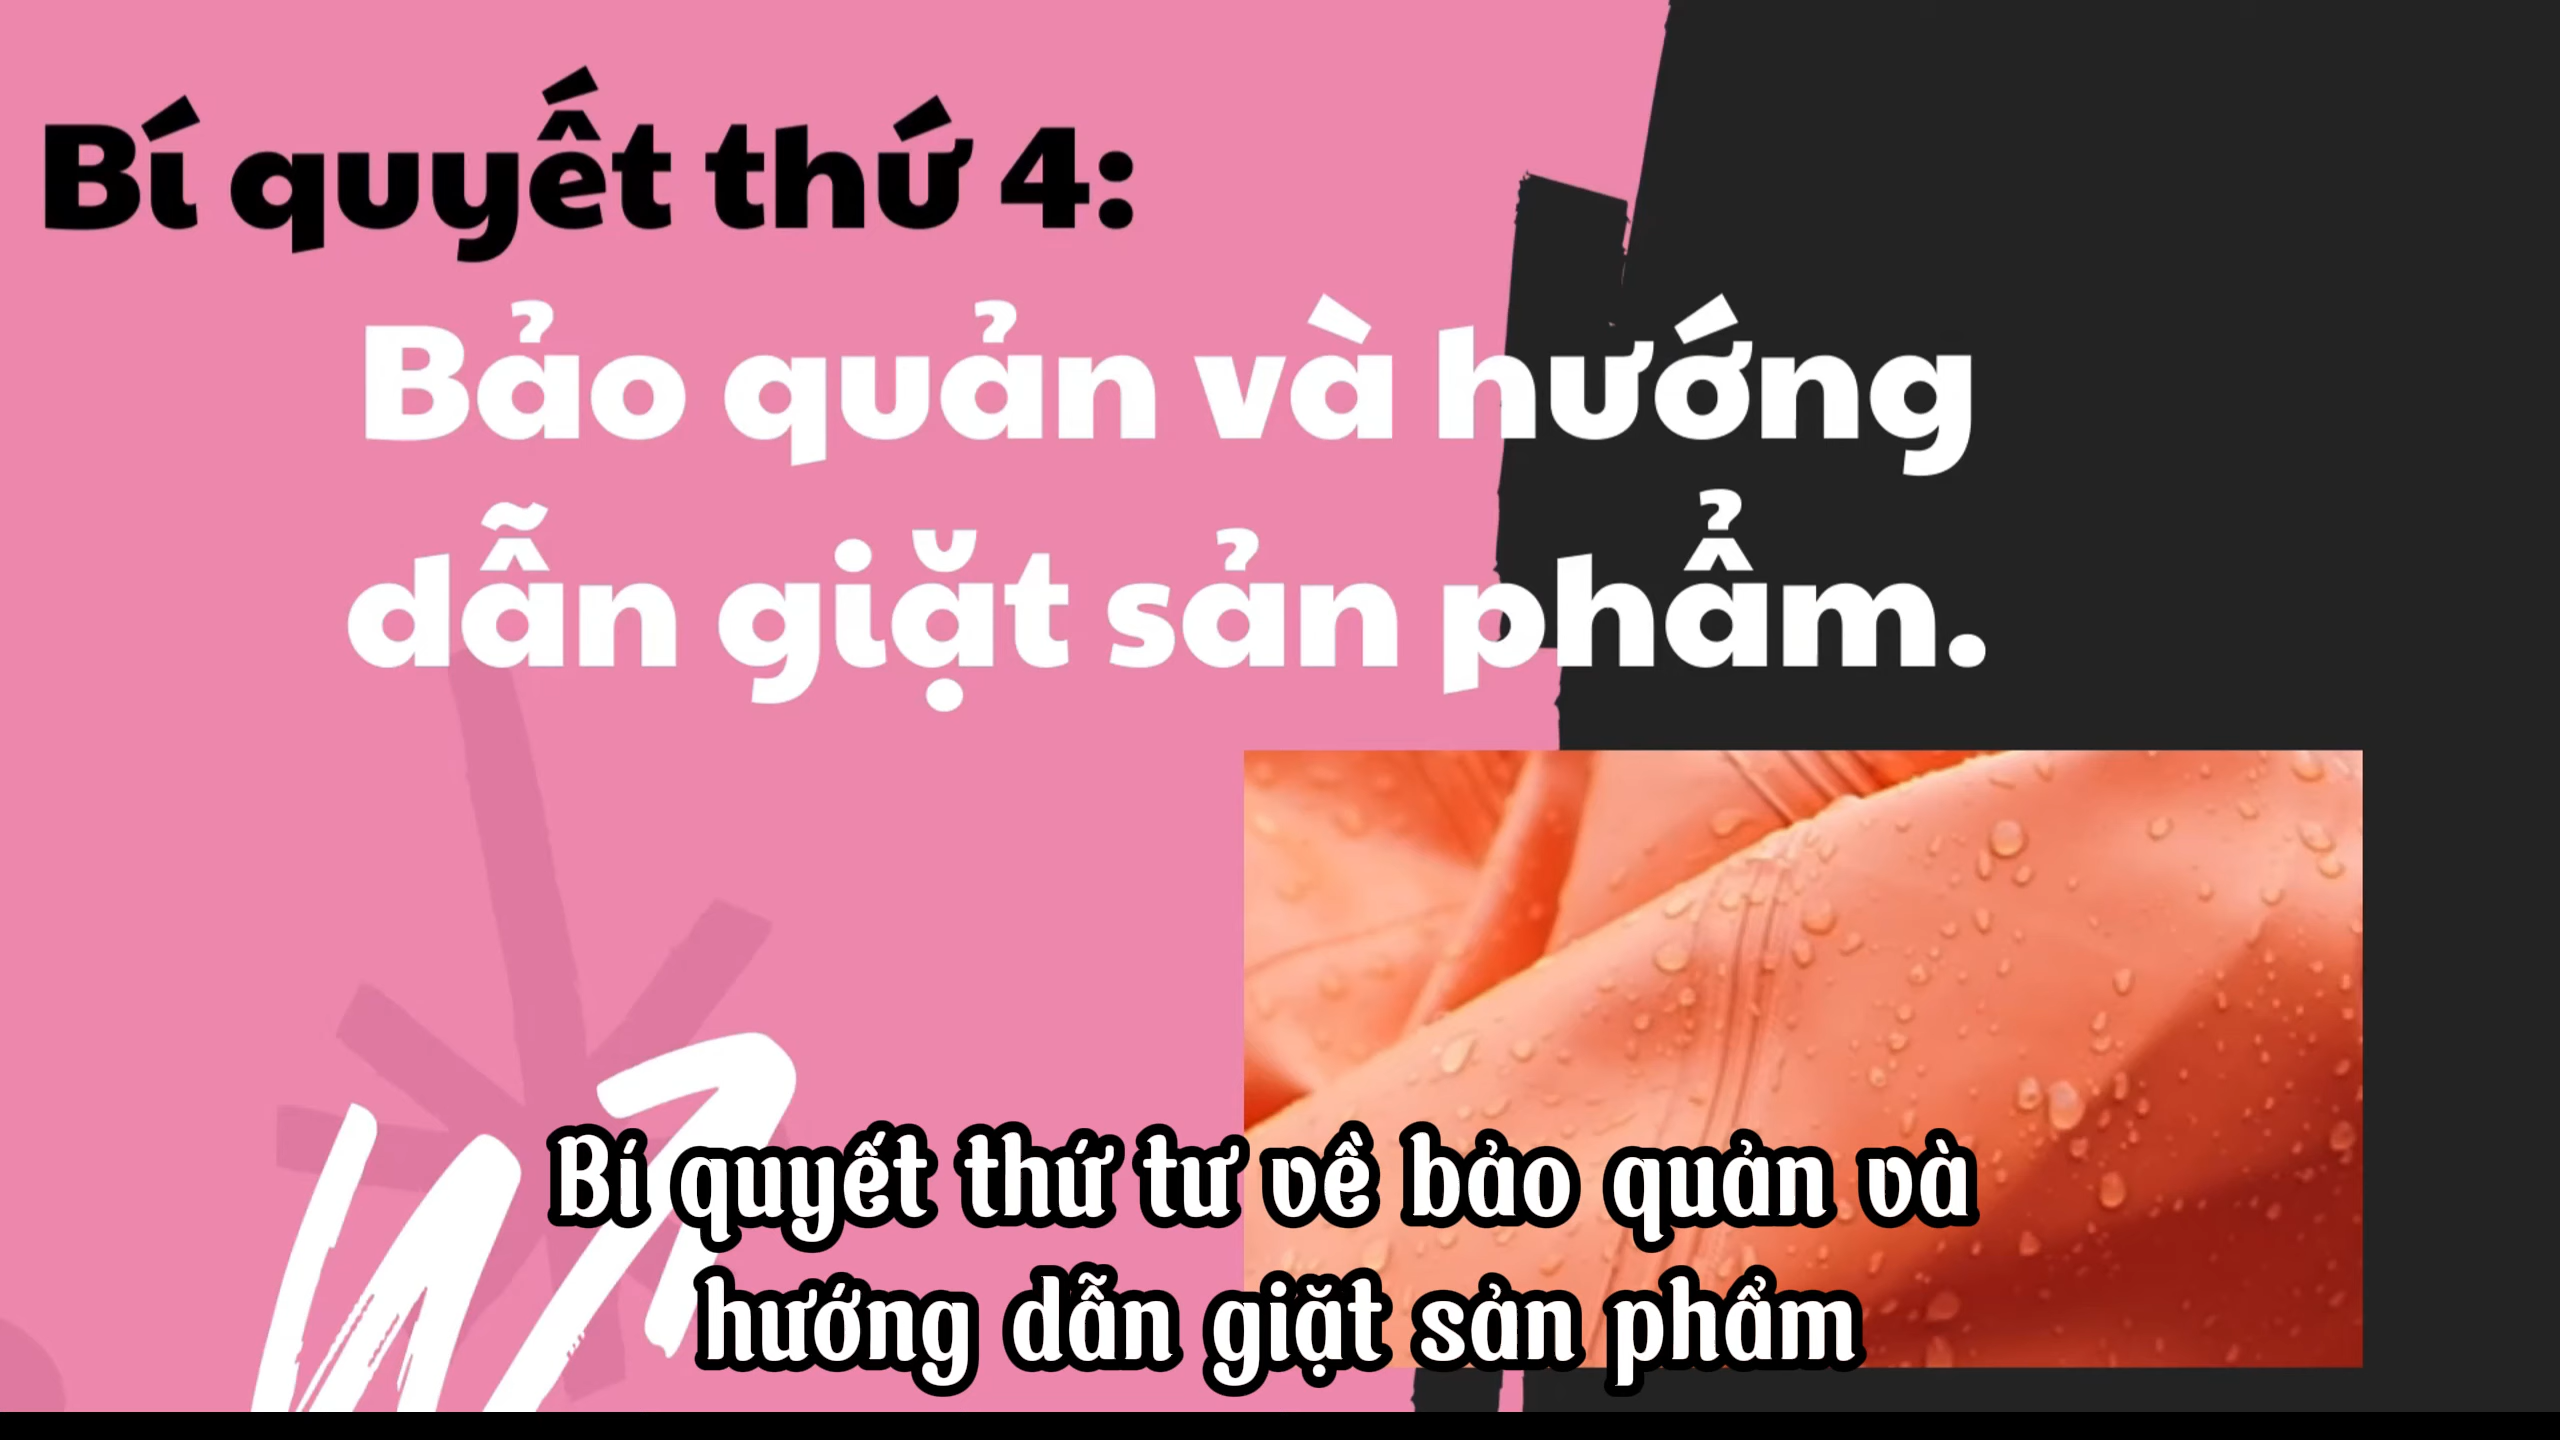 Bí quyết thứ 4:
Bảo quản và hướng
dẫn giặt sản phẩm.
Bí quyết thứ tư về bảo quản và
hướng dẫn giặt sản phẩm